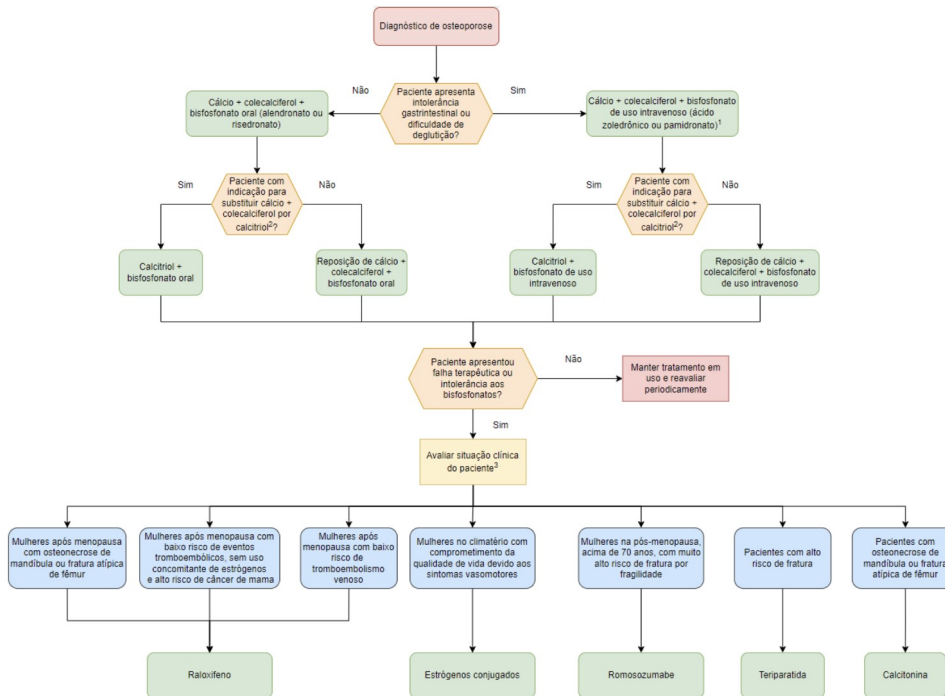 Diagnóstico de osteoporose
Não
Paciente apresenta
intolerância
gastrintestinal ou
dificuldade de
deglutição?
Sim
Cálcio + colecalciferol +
bisfosfonato oral (alendronato ou
risedronato)
Cálcio + colecalciferol + bisfosfonato
de uso intravenoso (ácido
zoledrônico ou pamidronato)¹
Sim
Paciente com
indicação para
substituir cálcio +
colecalciferol por
calcitriol²?
Não
Sim
Paciente com
indicação para
substituir cálcio +
colecalciferol por
calcitriol²?
Não
Calcitriol +
bisfosfonato oral
Reposição de cálcio +
colecalciferol +
bisfosfonato oral
Calcitriol +
bisfosfonato de uso
intravenoso
Reposição de cálcio +
colecalciferol + bisfosfonato
de uso intravenoso
Paciente apresentou
falha terapêutica ou
intolerância aos
bisfosfonatos?
Não
Manter tratamento em
uso e reavaliar
periodicamente
Sim
Avaliar situação clínica
do paciente³
Mulheres após menopausa
com osteonecrose de
mandíbula ou fratura atípica
de fêmur
Mulheres após menopausa com
baixo risco de eventos
tromboembólicos, sem uso
concomitante de estrógenos
e alto risco de câncer de mama
Mulheres após
menopausa com baixo
risco de
tromboembolismo
venoso
Mulheres no climatério com
comprometimento da
qualidade de vida devido aos
sintomas vasomotores
Mulheres na pós-menopausa,
acima de 70 anos, com muito
alto risco de fratura por
fragilidade
Pacientes com alto
risco de fratura
Pacientes com
osteonecrose de
mandíbula ou fratura
atípica de fêmur
Raloxifeno
Estrógenos conjugados
Romosozumabe
Teriparatida
Calcitonina